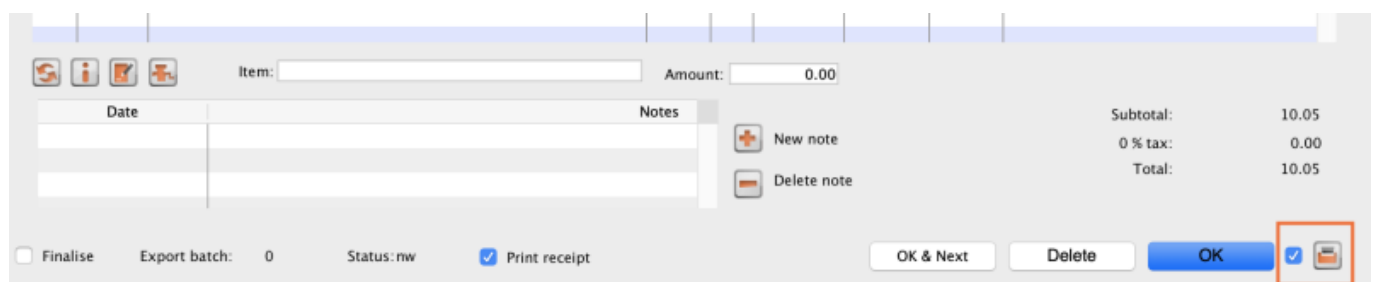 Item: Amount: 0.00
Date Notes
Subtotal: 10.05
New note
0 % tax: 0.00
Total: 10.05
Delete note
Finalise Export batch: 0 Status: nw Print receipt OK & Next Delete OK